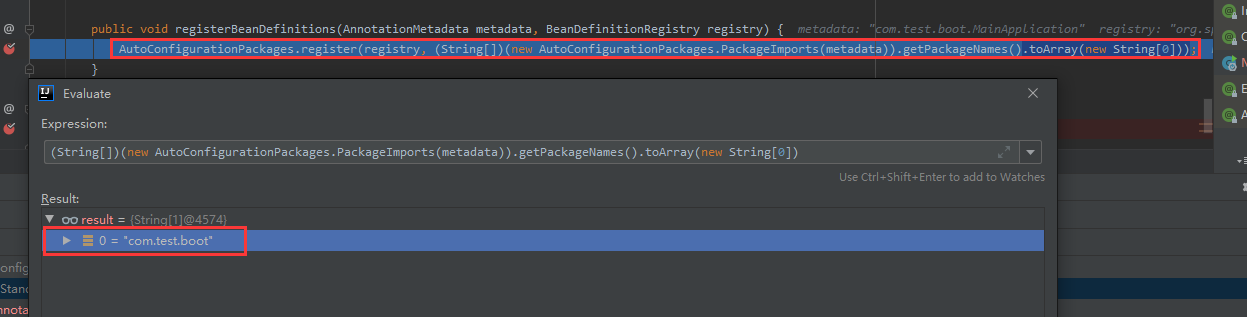 public void registerBeanDefinitions(AnnotationMetadata metadata, BeanDefinitionRegistry registry) { metadata: "com.test.boot.MainApplication" registry: "org.sp
AutoConfigurationPackages.register(registry, (String[])(new AutoConfigurationPackages.PackageImports(metadata)).getPackageNames().toArray(new String[0]));
}
Evaluate
Expression:
(String[])(new AutoConfigurationPackages.PackageImports(metadata)).getPackageNames().toArray(new String[0])
Use Ctrl+Shift+Enter to add to Watches
Result:
result = {String[1]@4574}
0 = "com.test.boot"
onfig
Stanc
nnota